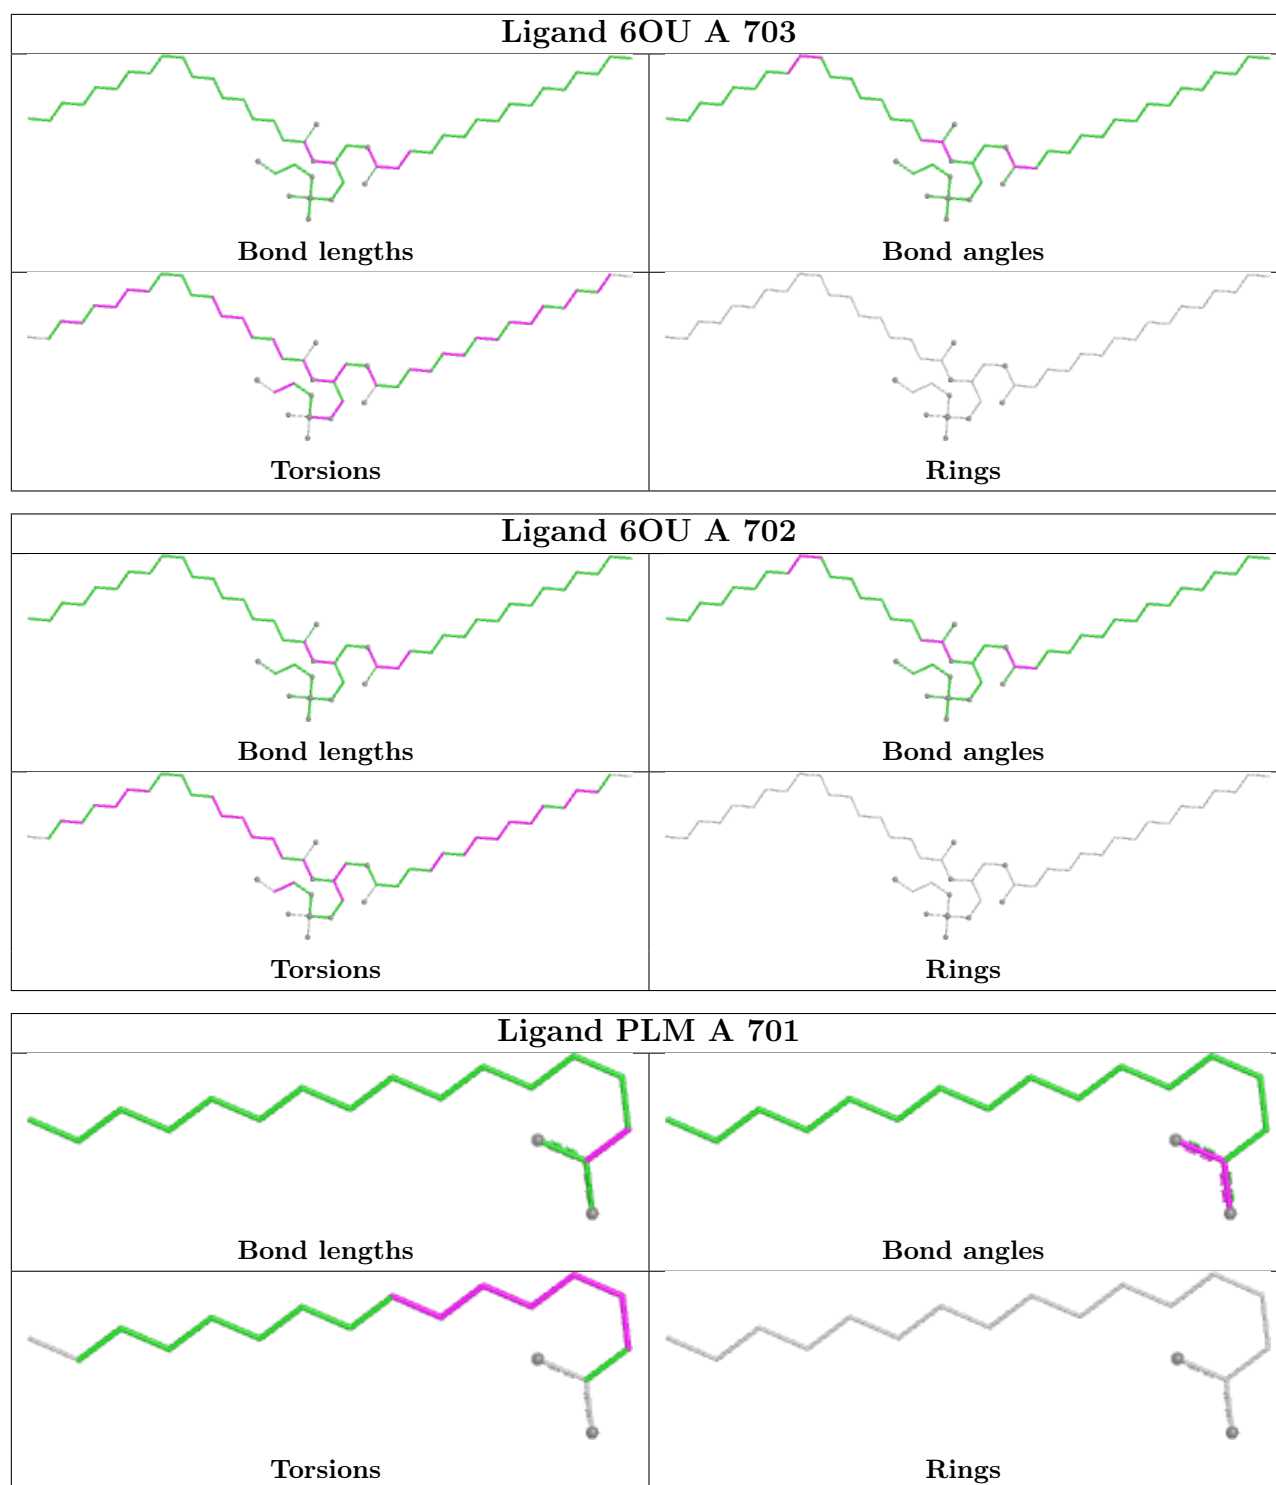 Ligand 6OU A 703
Bond lengths
Bond angles
Torsions
Rings
Ligand 6OU A 702
Bond lengths
Bond angles
Torsions
Rings
Ligand PLM A 701
Bond lengths
Bond angles
Torsions
Rings